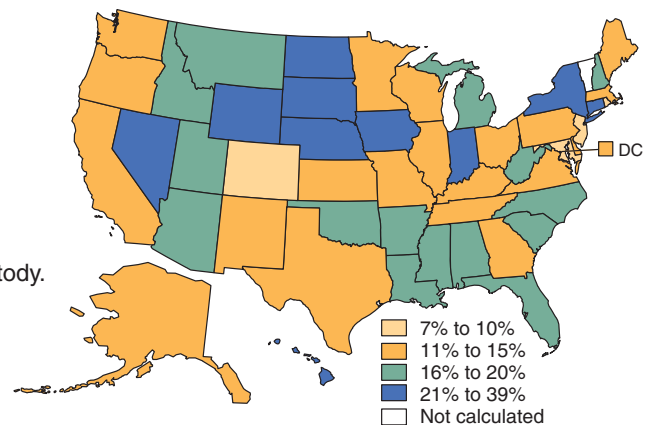 DC
tody.
7% to 10%
11% to 15%
16% to 20%
21% to 39%
Not calculated